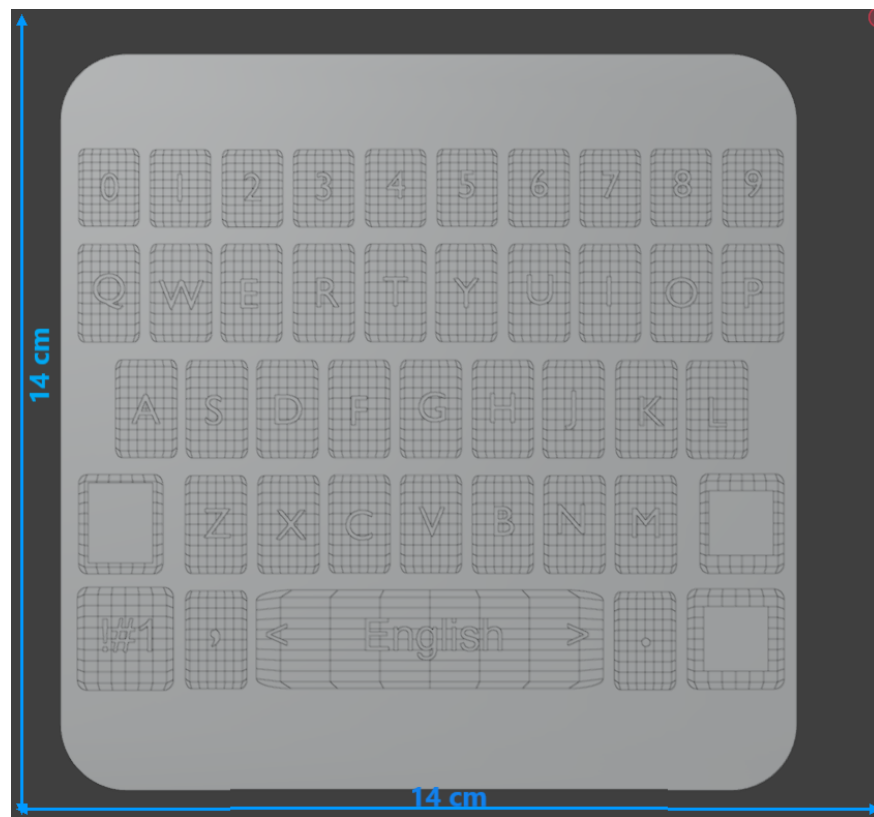 0 1 2 3 4 5 6 7 8 9
Q W E R T Y U I O P
14 cm
A S D F G H J K L
Z X C V B N M
!#1 , < English > .
14 cm